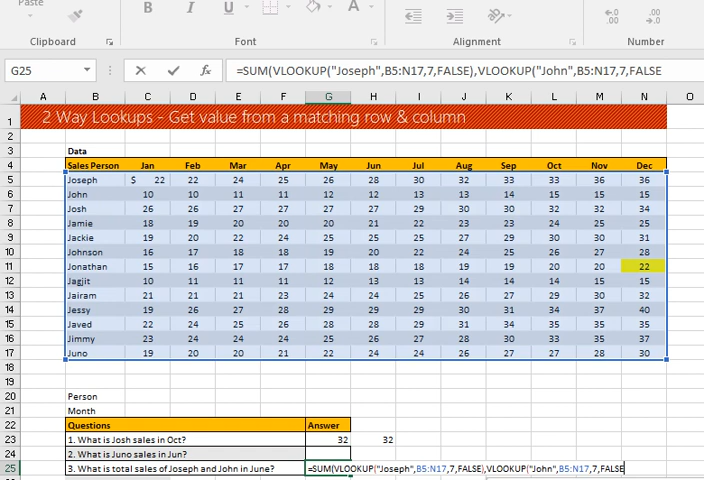 Paste
B I U A
Clipboard Font Alignment Number
G25 fx =SUM(VLOOKUP("Joseph",B5:N17,7,FALSE),VLOOKUP("John",B5:N17,7,FALSE
A B C D E F G H I J K L M N O
1 2 Way Lookups - Get value from a matching row & column
2
3 Data
4 Sales Person Jan Feb Mar Apr May Jun Jul Aug Sep Oct Nov Dec
5 Joseph $ 22 22 24 25 26 28 30 32 33 33 36 36
6 John 10 10 11 11 12 12 13 13 14 15 15 15
7 Josh 26 26 27 27 27 27 29 30 30 32 32 34
8 Jamie 18 19 20 20 20 21 22 23 23 24 25 25
9 Jackie 19 20 22 24 25 25 25 27 29 30 30 31
10 Johnson 16 17 18 18 19 20 22 24 25 26 27 28
11 Jonathan 15 16 17 17 18 18 18 19 19 20 20 22
12 Jagjit 10 11 11 11 12 13 13 14 14 14 15 15
13 Jairam 21 21 21 23 24 24 25 26 27 29 30 32
14 Jessy 19 26 27 28 29 29 30 30 31 34 37 40
15 Javed 22 24 25 26 28 28 29 31 34 35 35 35
16 Jimmy 23 24 24 25 26 27 28 30 33 35 37
17 Juno 19 20 20 21 22 24 24 26 27 27 28 30
18
19
20 Person
21 Month
22 Questions Answer
23 1. What is Josh sales in Oct? 32 32
24 2. What is Juno sales in Jun?
25 3. What is total sales of Joseph and John in June? =SUM(VLOOKUP("Joseph",B5:N17,7,FALSE),VLOOKUP("John",B5:N17,7,FALSE